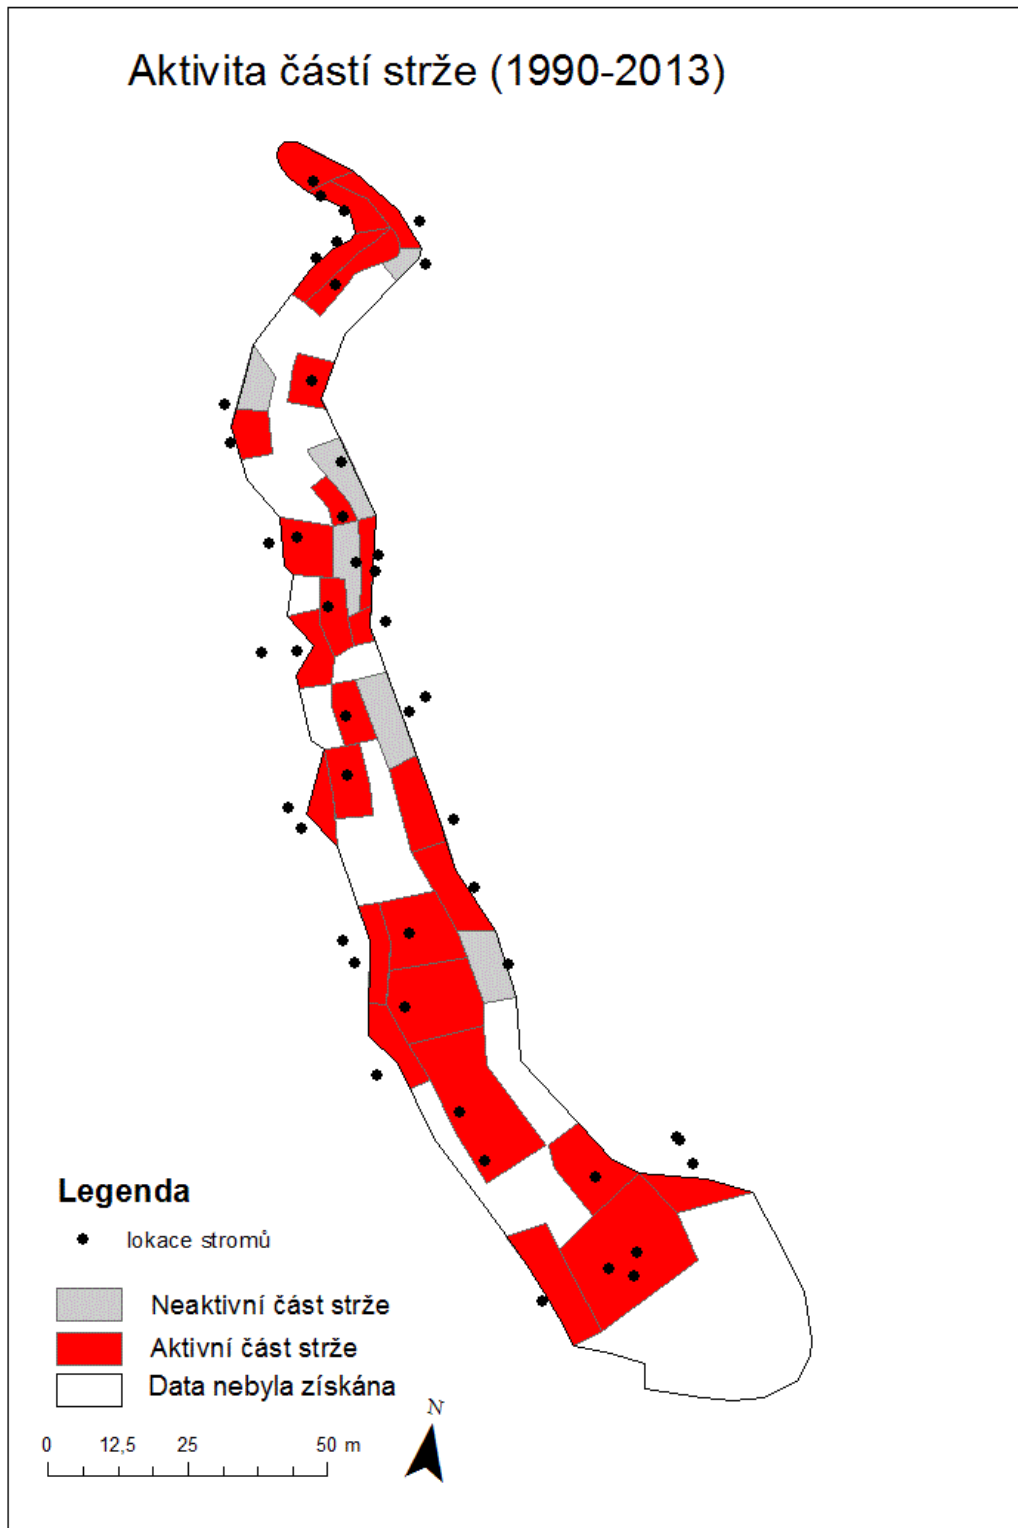 Aktivita částí strže (1990-2013)
Legenda
lokace stromů
Neaktivní část strže
Aktivní část strže
Data nebyla získána
N
0 12,5 25 50 m